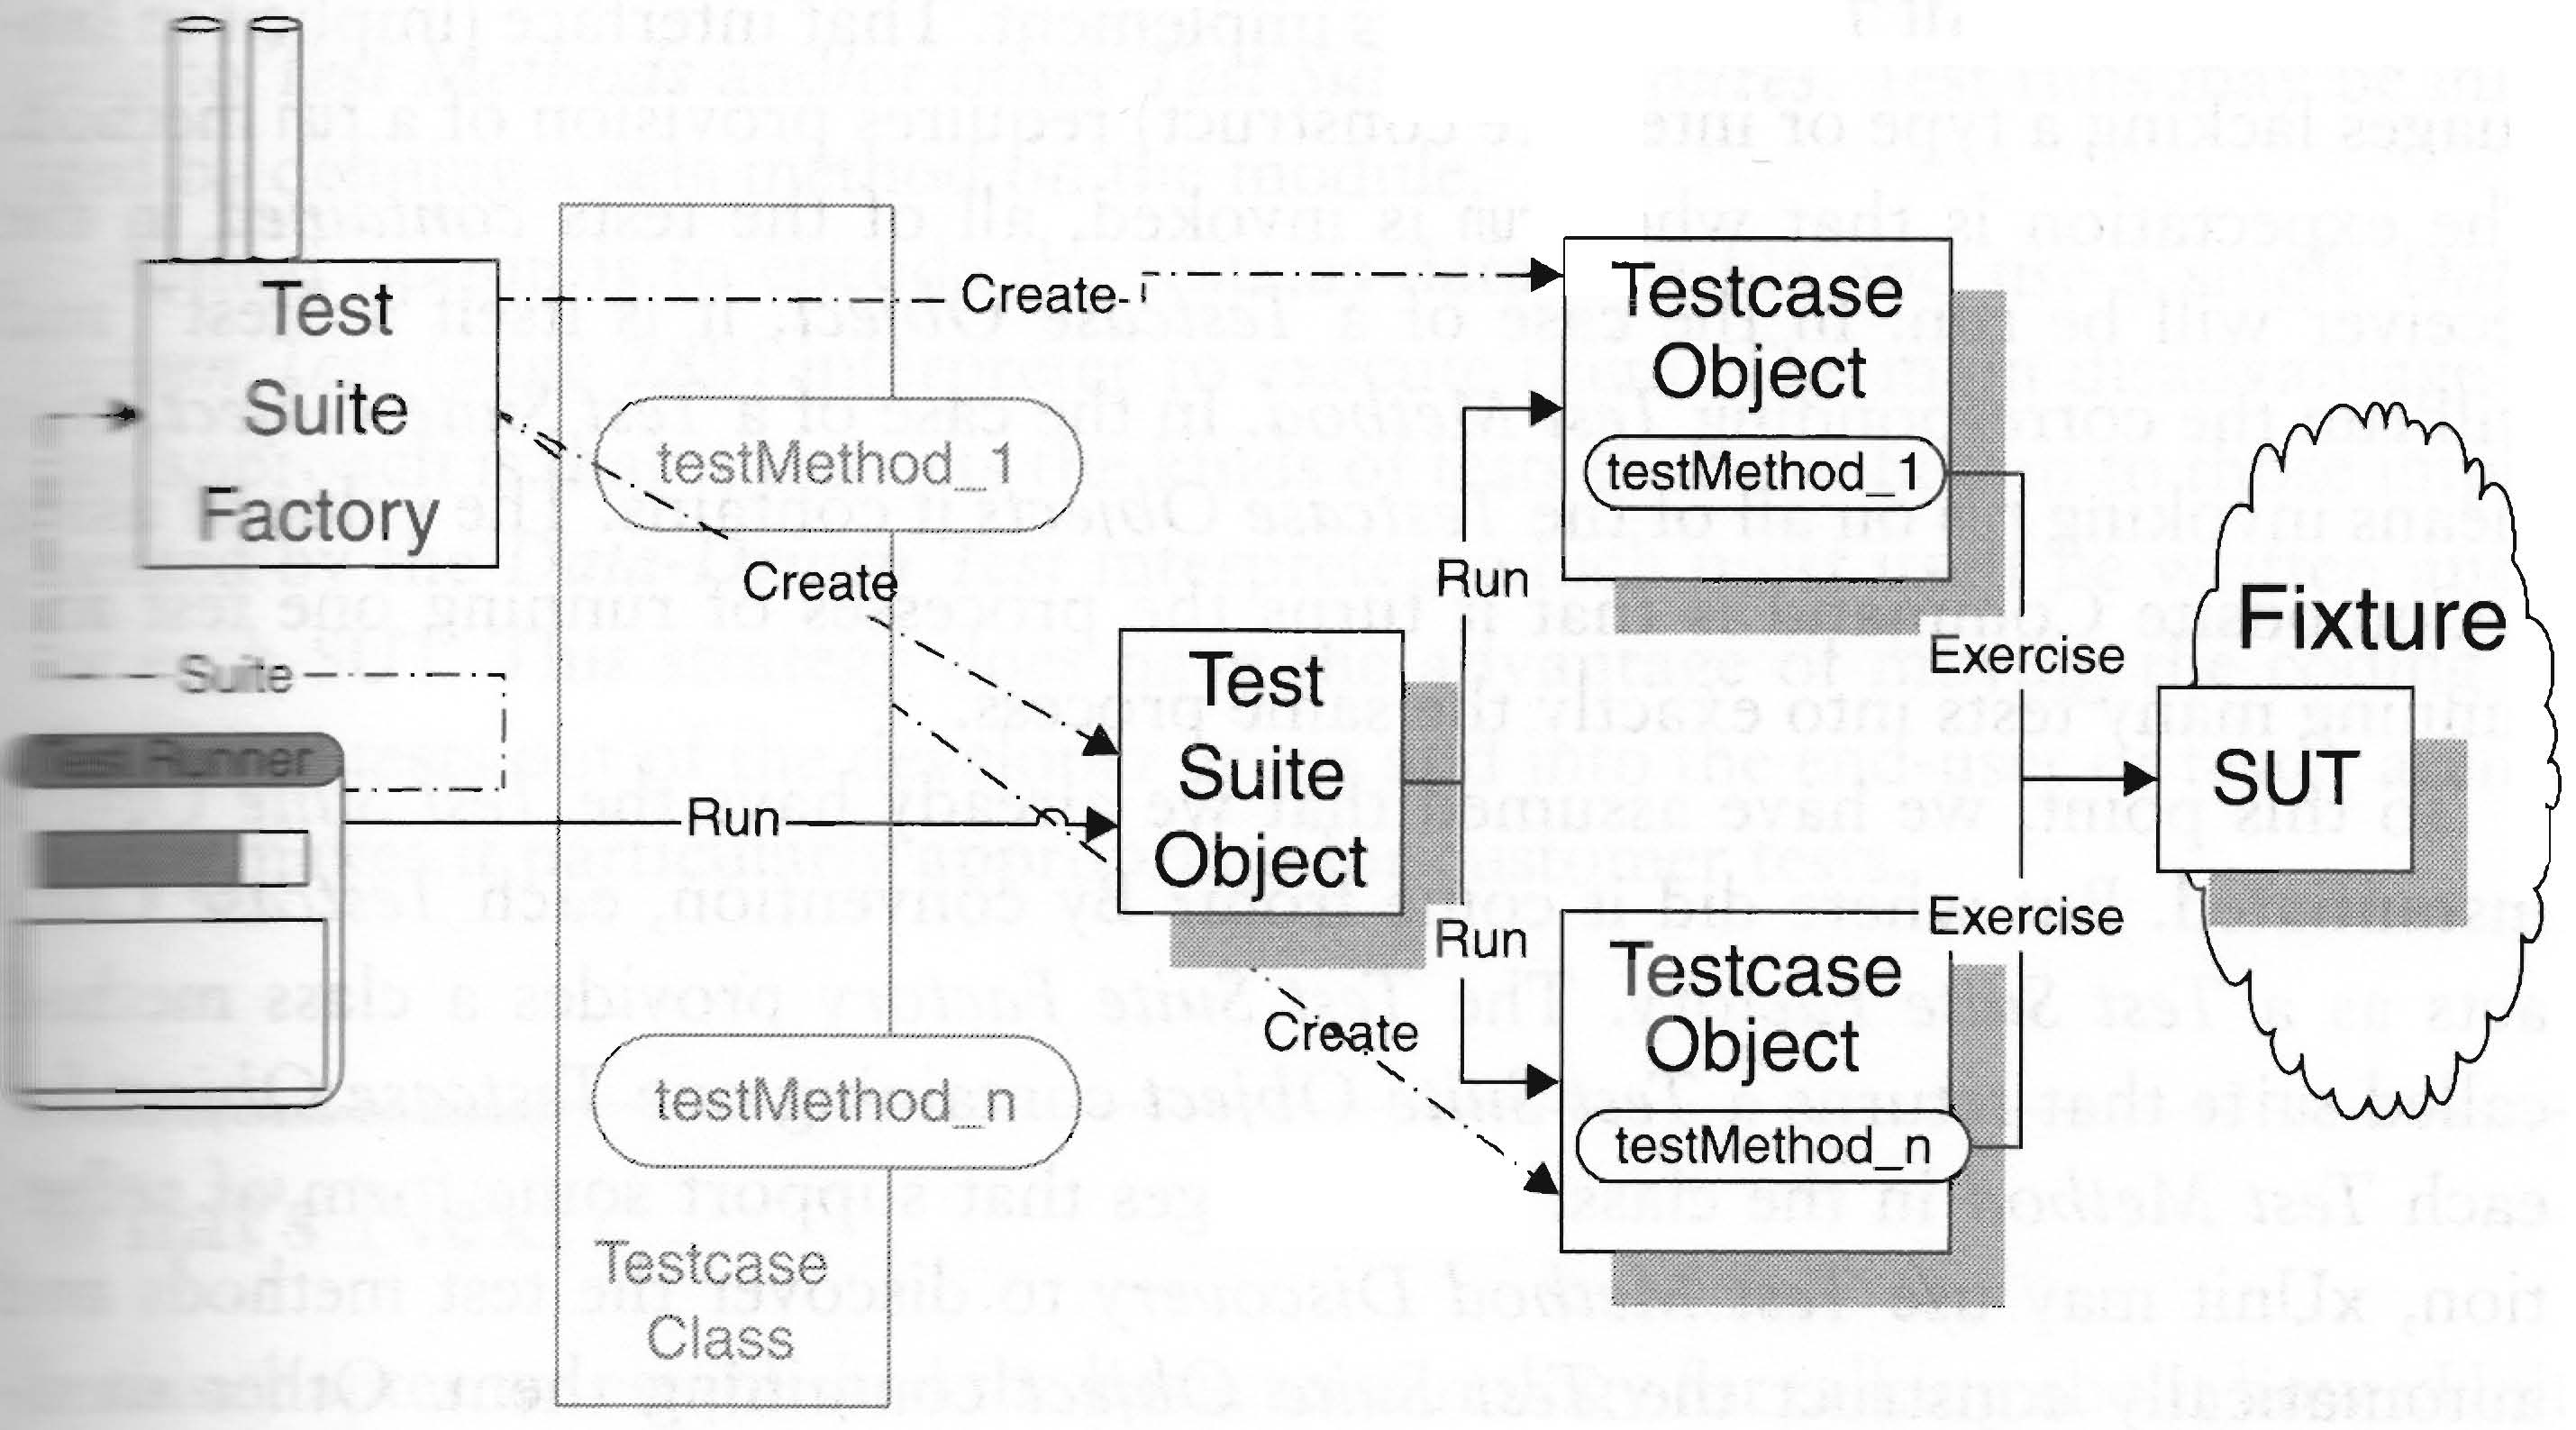 Test
Suite
Factory
Create
Testcase
Object
testMethod_1
testMethod_1
Create
Run
Suite
Test Runner
Run
Test
Suite
Object
Exercise
Fixture
SUT
Run
Exercise
Create
Testcase
Object
testMethod_n
testMethod_n
Testcase
Class